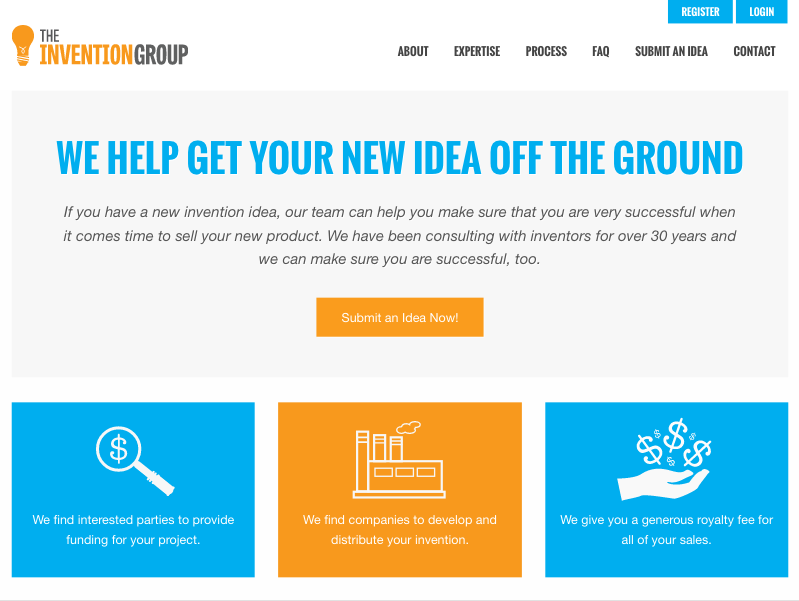 REGISTER
LOGIN
THE
INVENTIONGROUP
ABOUT
EXPERTISE
PROCESS
FAQ
SUBMIT AN IDEA
CONTACT
WE HELP GET YOUR NEW IDEA OFF THE GROUND
If you have a new invention idea, our team can help you make sure that you are very successful when
it comes time to sell your new product. We have been consulting with inventors for over 30 years and
we can make sure you are successful, too.
Submit an Idea Now!
$
We find interested parties to provide
funding for your project.
We find companies to develop and
distribute your invention.
$ $ $ $ $ $
We give you a generous royalty fee for
all of your sales.